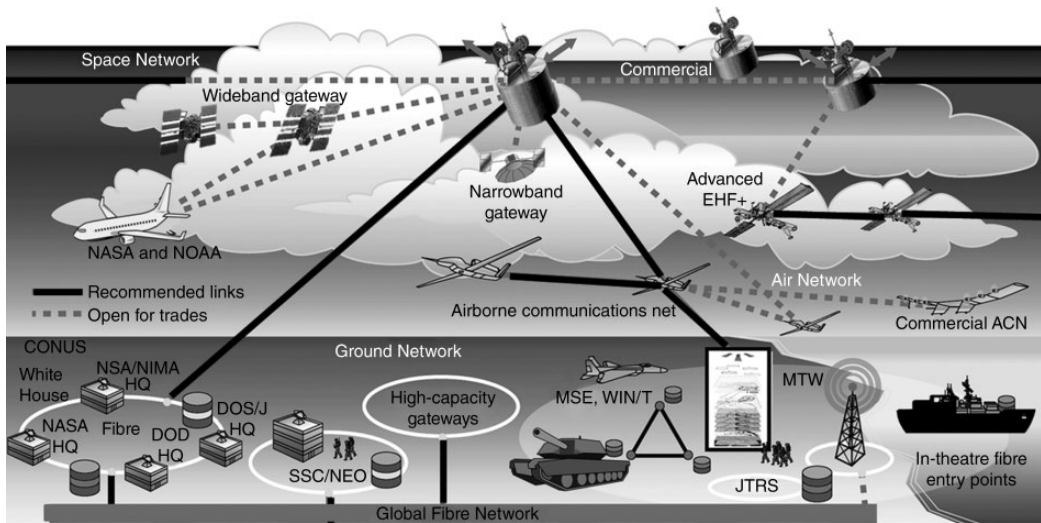 Space Network
Commercial
Wideband gateway
Narrowband
gateway
Advanced
EHF+
NASA and NOAA
Recommended links
Open for trades
Airborne communications net
Air Network
Commercial ACN
CONUS
Ground Network
White
House
NSA/NIMA
HQ
DOS/J
HQ
NASA
HQ
Fibre
DOD
HQ
SSC/NEO
High-capacity
gateways
MSE, WIN/T
MTW
JTRS
In-theatre fibre
entry points
Global Fibre Network